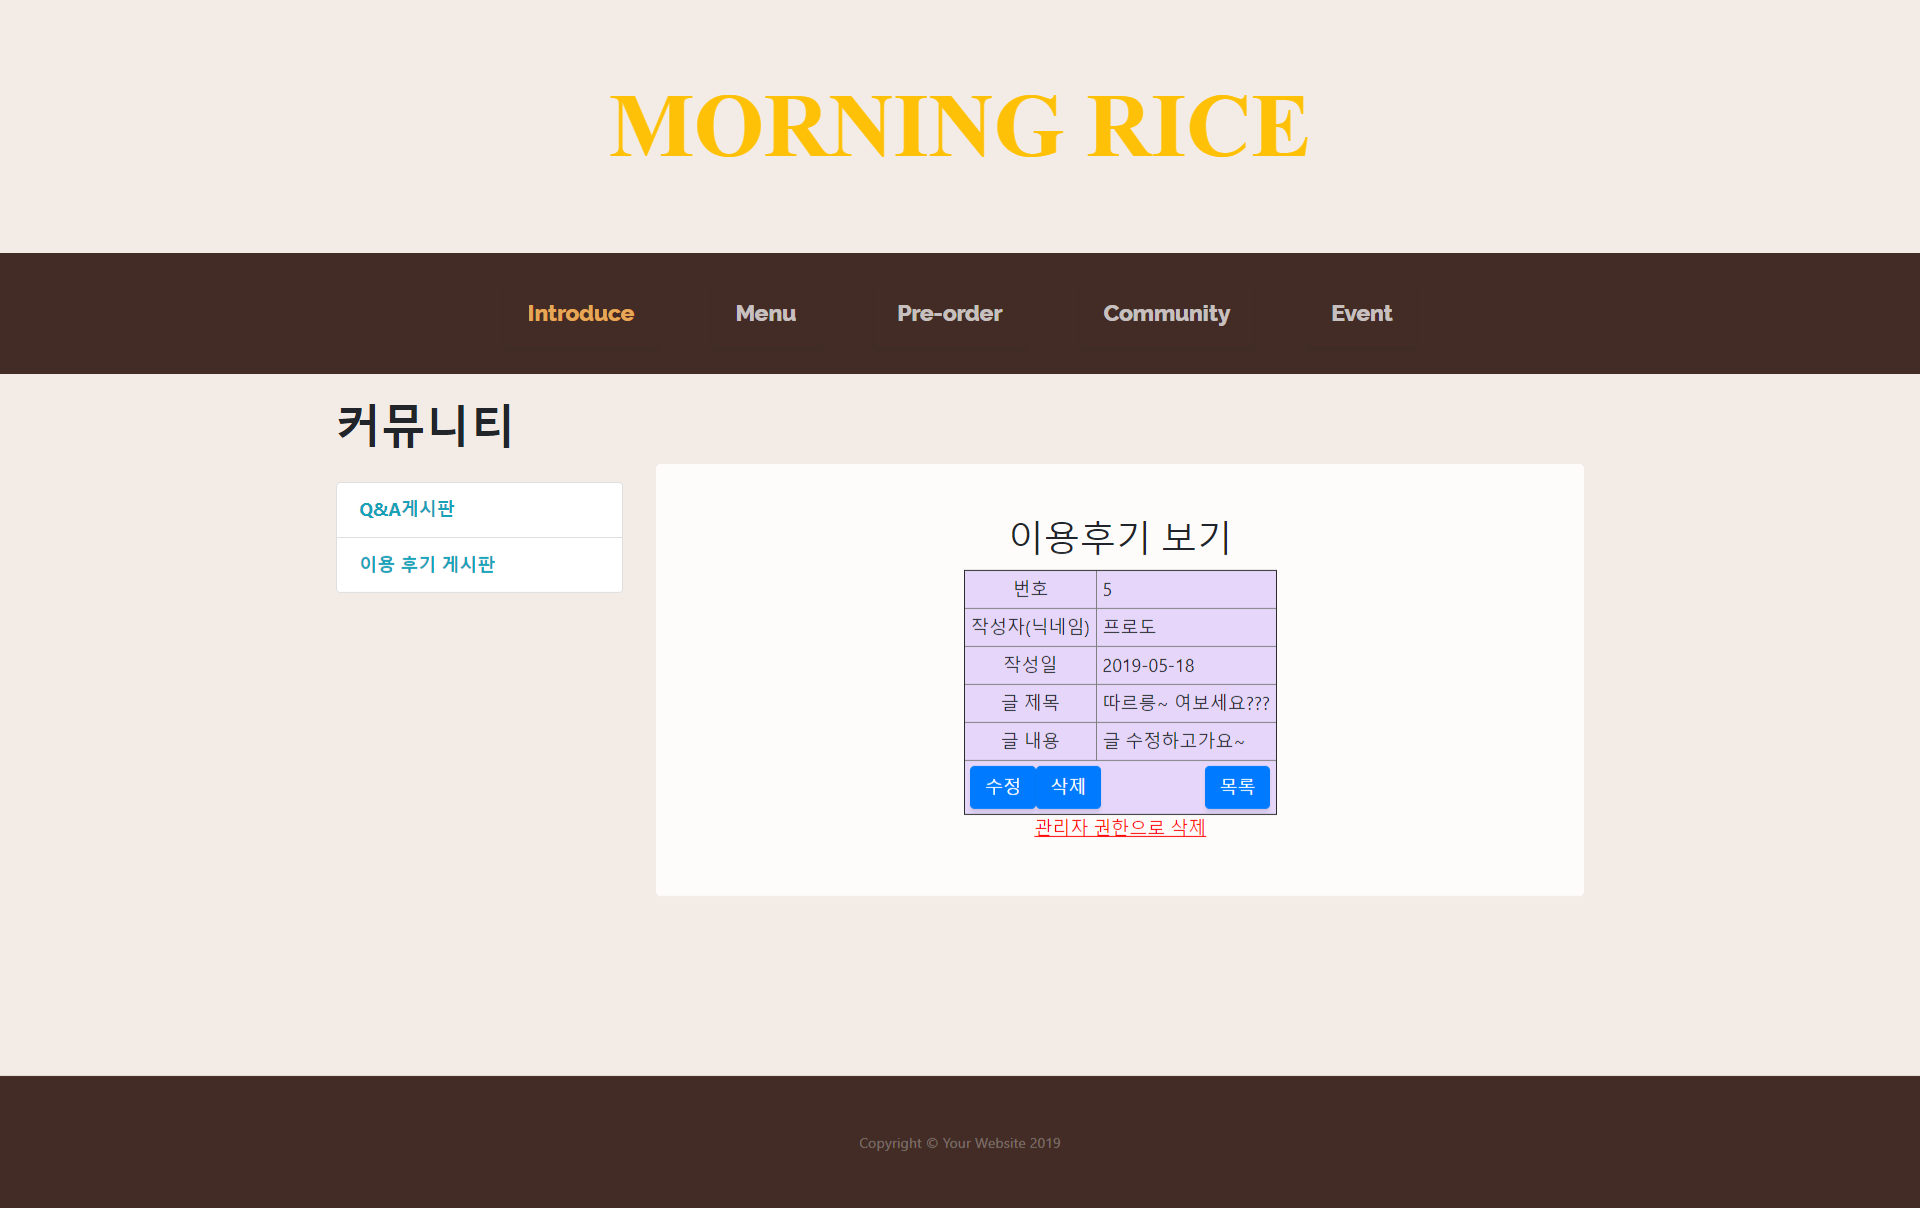 MORNING RICE
Introduce Menu Pre-order Community Event
커뮤니티
Q&A게시판
이용 후기 게시판
이용후기 보기
번호 5
작성자(닉네임) 프로도
작성일 2019-05-18
글 제목 따르릉~ 여보세요???
글 내용 글 수정하고가요~
수정 삭제 목록
관리자 권한으로 삭제
Copyright © Your Website 2019